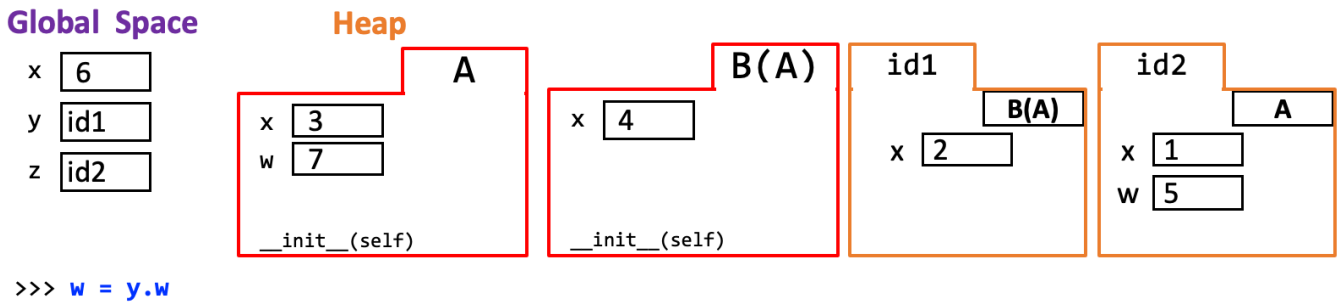 Global Space
x 6
y id1
z id2
Heap
A
x 3
w 7
__init__(self)
B(A)
x 4
__init__(self)
id1
B(A)
x 2
id2
A
x 1
w 5
>>> w = y.w